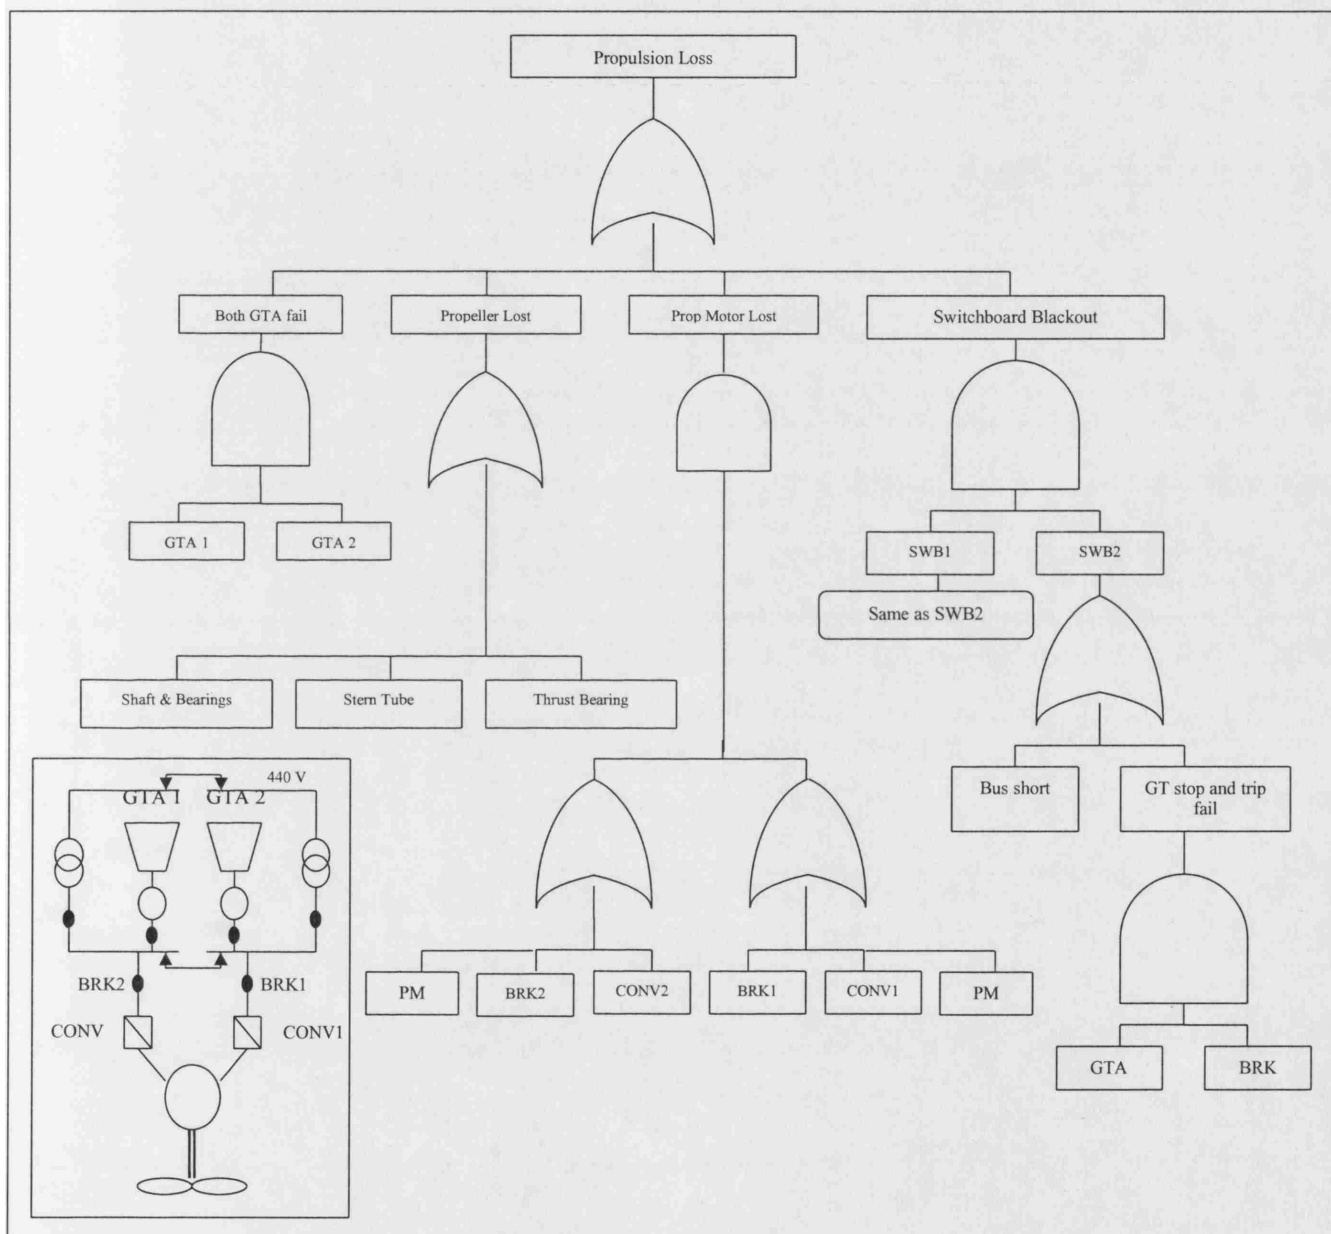 Propulsion Loss
Both GTA fail
Propeller Lost
Prop Motor Lost
Switchboard Blackout
GTA 1
GTA 2
SWB1
SWB2
Same as SWB2
Shaft & Bearings
Stern Tube
Thrust Bearing
Bus short
GT stop and trip
fail
440 V
GTA 1
GTA 2
BRK2
BRK1
CONV
CONV1
PM
BRK2
CONV2
BRK1
CONV1
PM
GTA
BRK